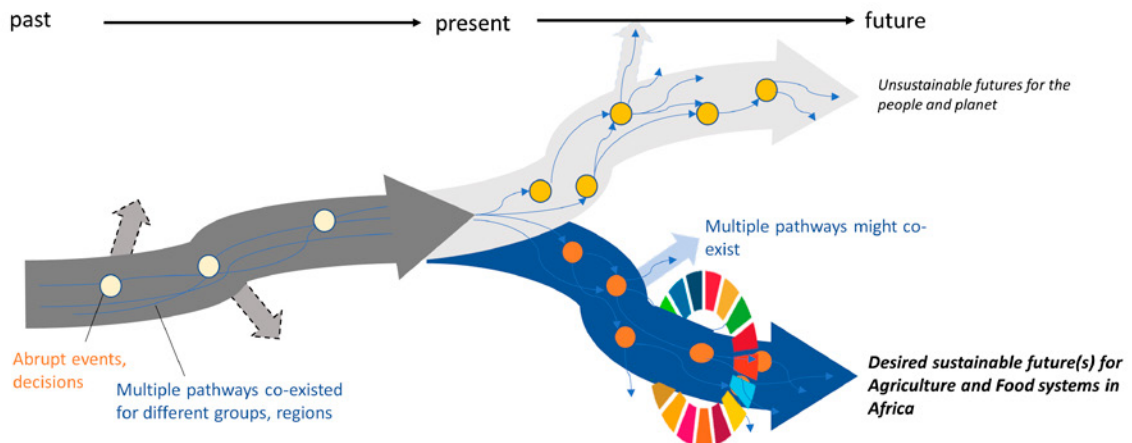 past
present
future
Unsustainable futures for the
people and planet
Multiple pathways might co-
exist
Abrupt events,
decisions
Multiple pathways co-existed
for different groups, regions
Desired sustainable future(s) for
Agriculture and Food systems in
Africa